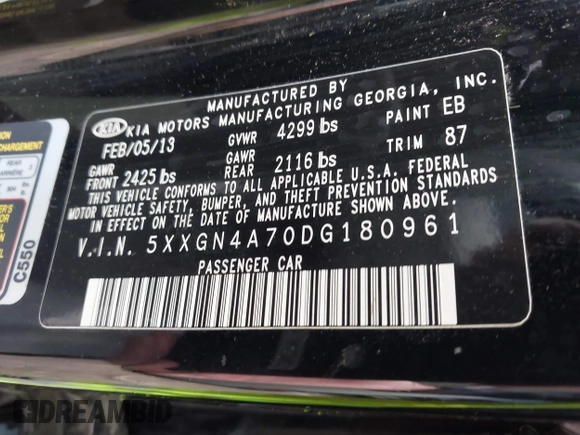 MANUFACTURED BY
KIA KIA MOTORS MANUFACTURING GEORGIA, INC.
FEB/05/13 GVWR 4299 lbs PAINT EB
GAWR FRONT 2425 lbs GAWR REAR 2116 lbs TRIM 87
THIS VEHICLE CONFORMS TO ALL APPLICABLE U.S.A. FEDERAL
MOTOR VEHICLE SAFETY, BUMPER, AND THEFT PREVENTION STANDARDS
IN EFFECT ON THE DATE OF MANUFACTURE SHOWN ABOVE.
V.I.N. 5XXGN4A70DG180961
PASSENGER CAR
REAR
C550
DREAMBID